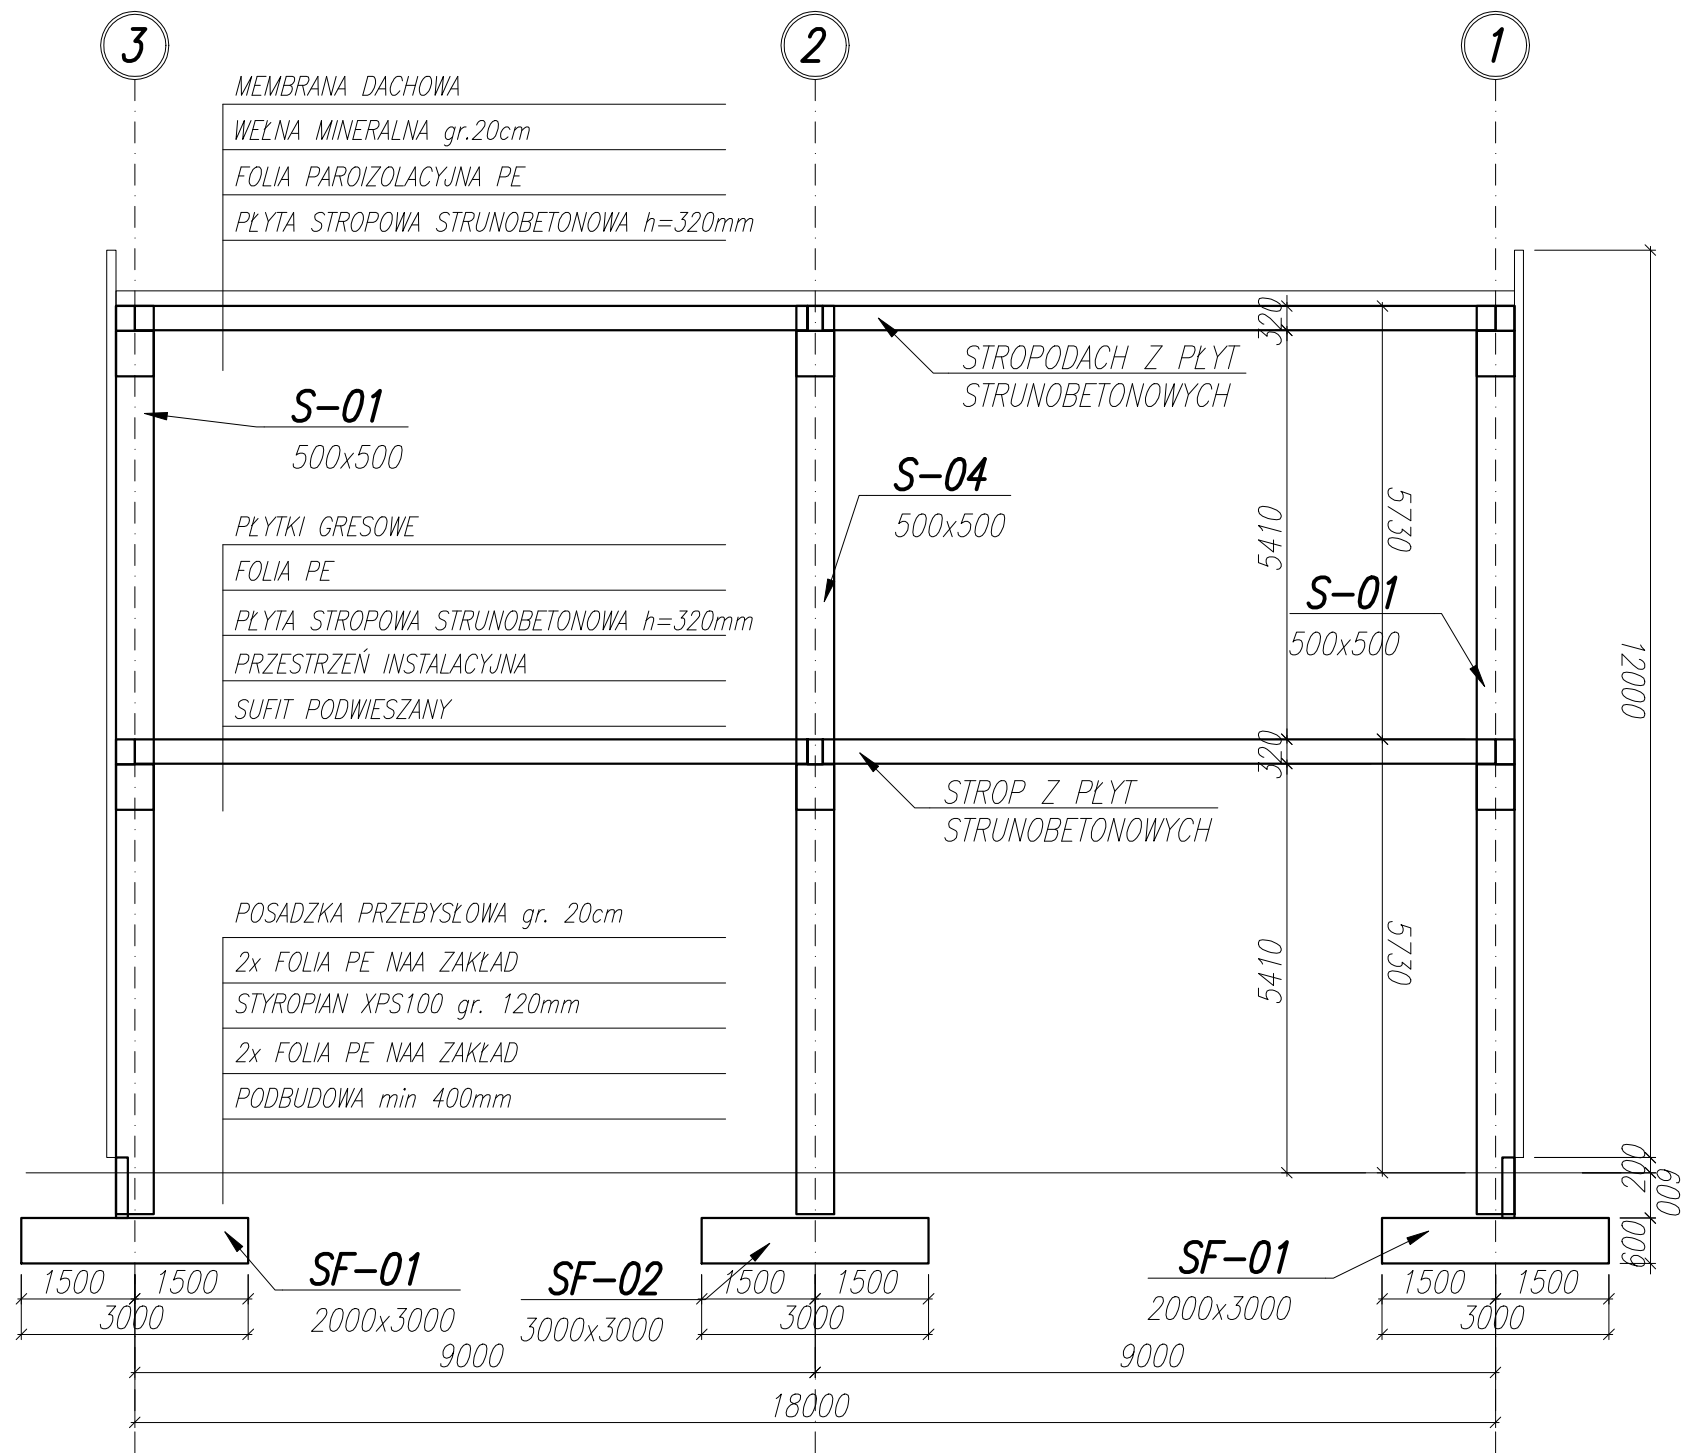 3
2
1
MEMBRANA DACHOWA
WEŁNA MINERALNA gr.20cm
FOLIA PAROIZOLACYJNA PE
PŁYTA STROPOWA STRUNOBETONOWA h=320mm
320
STROPODACH Z PŁYT
STRUNOBETONOWYCH
S-01
500x500
S-04
500x500
5410
5730
S-01
500x500
12000
PŁYTKI GRESOWE
FOLIA PE
PŁYTA STROPOWA STRUNOBETONOWA h=320mm
PRZESTRZEŃ INSTALACYJNA
SUFIT PODWIESZANY
320
STROP Z PŁYT
STRUNOBETONOWYCH
5410
5730
POSADZKA PRZEBYSŁOWA gr. 20cm
2x FOLIA PE NAA ZAKŁAD
STYROPIAN XPS100 gr. 120mm
2x FOLIA PE NAA ZAKŁAD
PODBUDOWA min 400mm
200
600
600
SF-01
2000x3000
SF-02
3000x3000
SF-01
2000x3000
1500
1500
3000
1500
1500
3000
1500
1500
3000
9000
9000
18000